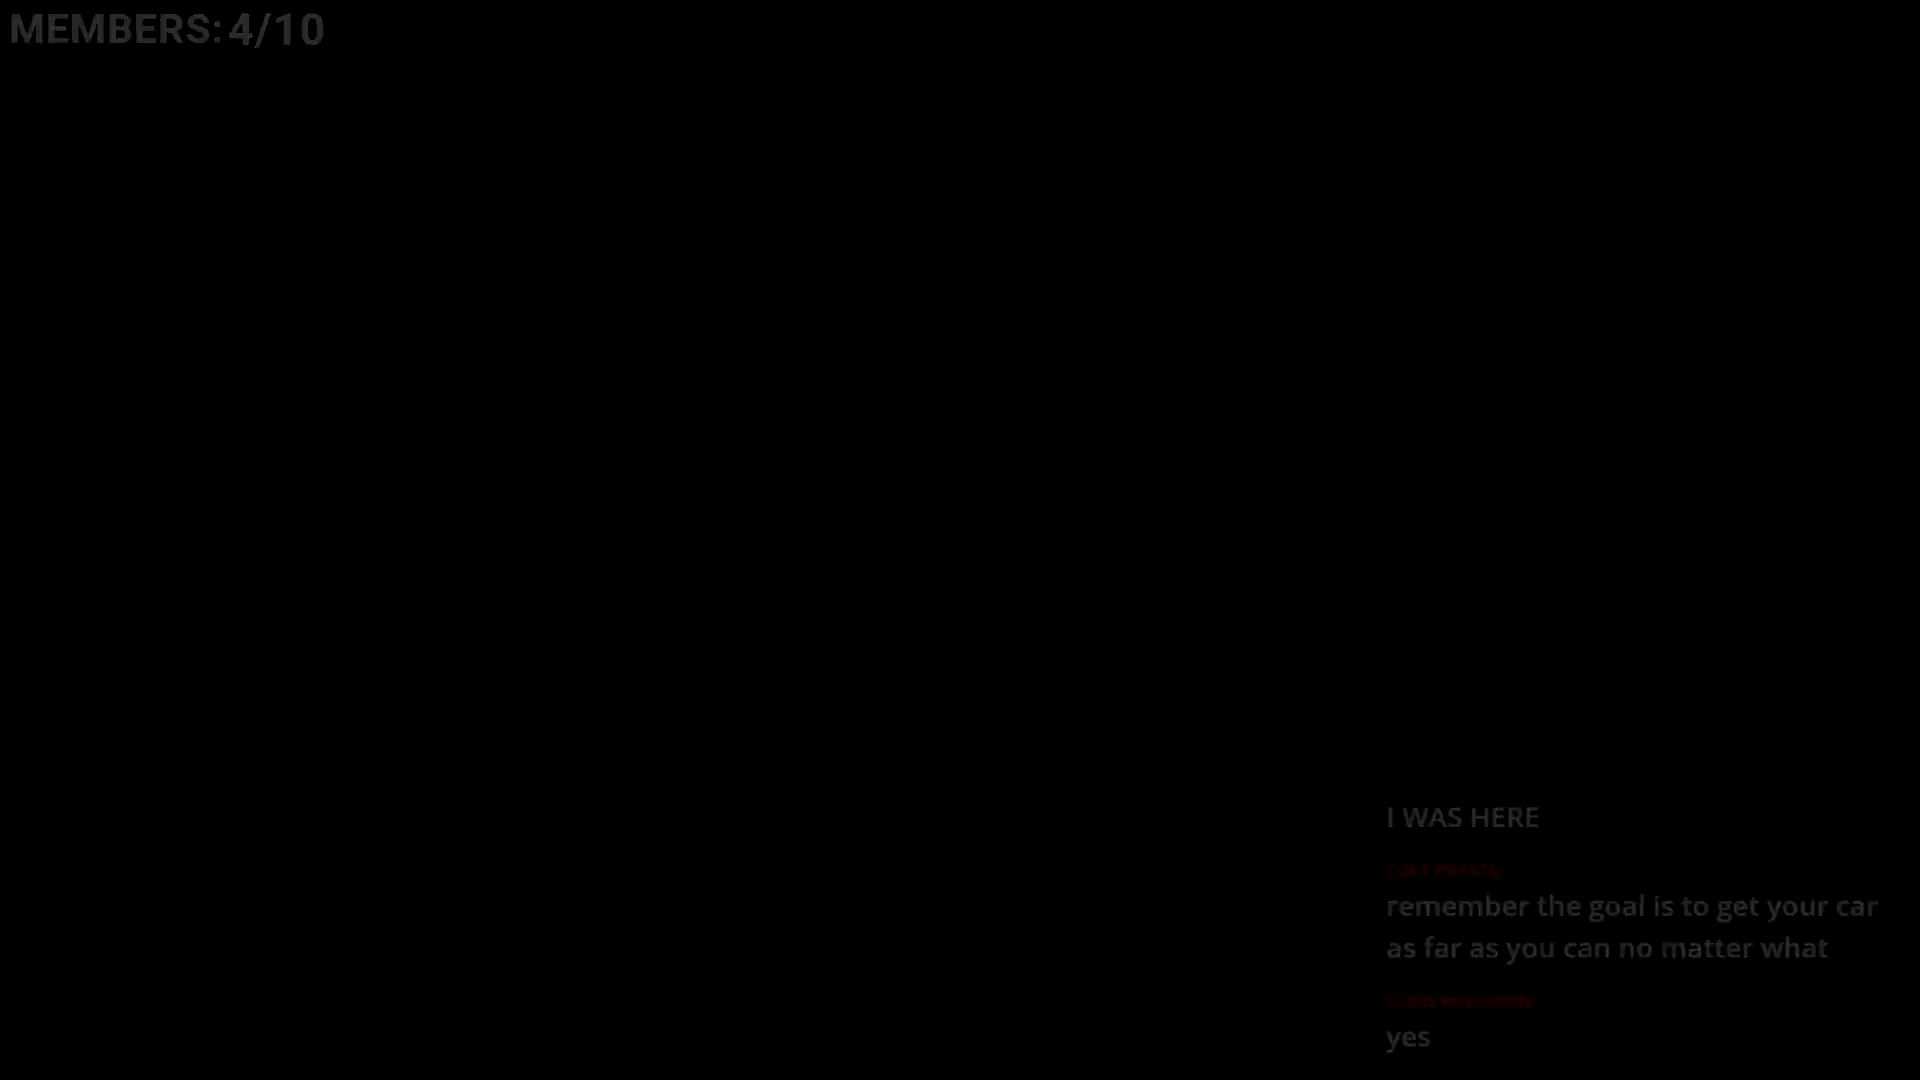 MEMBERS: 4/10
I WAS HERE
remember the goal is to get your car
as far as you can no matter what
yes